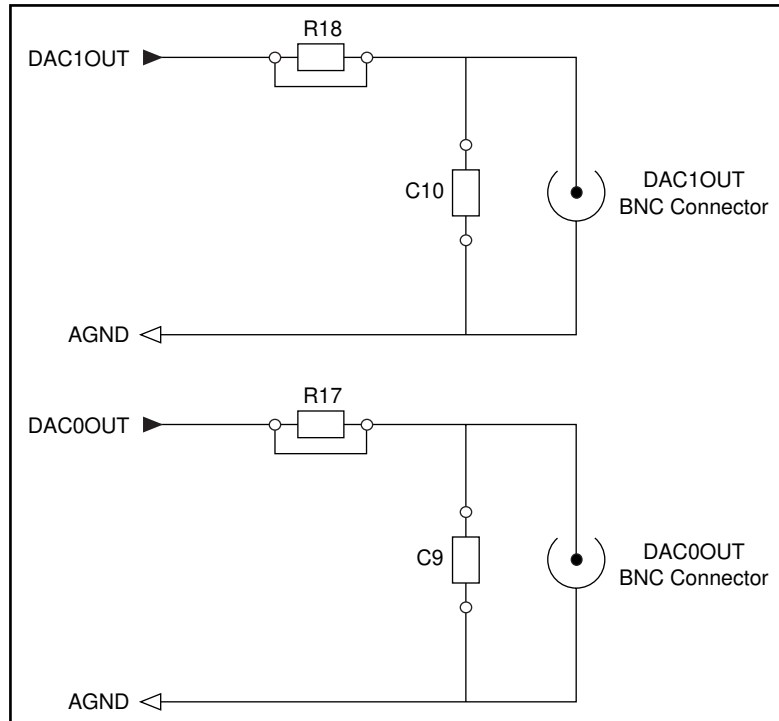 R18
DAC1OUT
C10
DAC1OUT
BNC Connector
AGND
R17
DAC0OUT
C9
DAC0OUT
BNC Connector
AGND